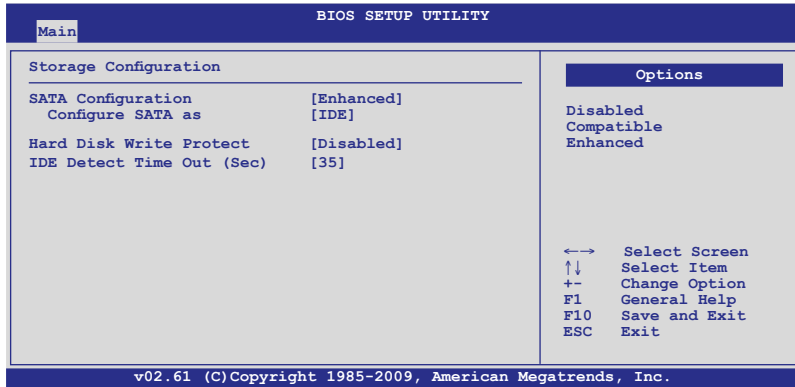 BIOS SETUP UTILITY
Main
Storage Configuration
SATA Configuration [Enhanced]
Configure SATA as [IDE]
Hard Disk Write Protect [Disabled]
IDE Detect Time Out (Sec) [35]
Options
Disabled
Compatible
Enhanced
←→ Select Screen
↑↓ Select Item
+- Change Option
F1 General Help
F10 Save and Exit
ESC Exit
v02.61 (C)Copyright 1985-2009, American Megatrends, Inc.